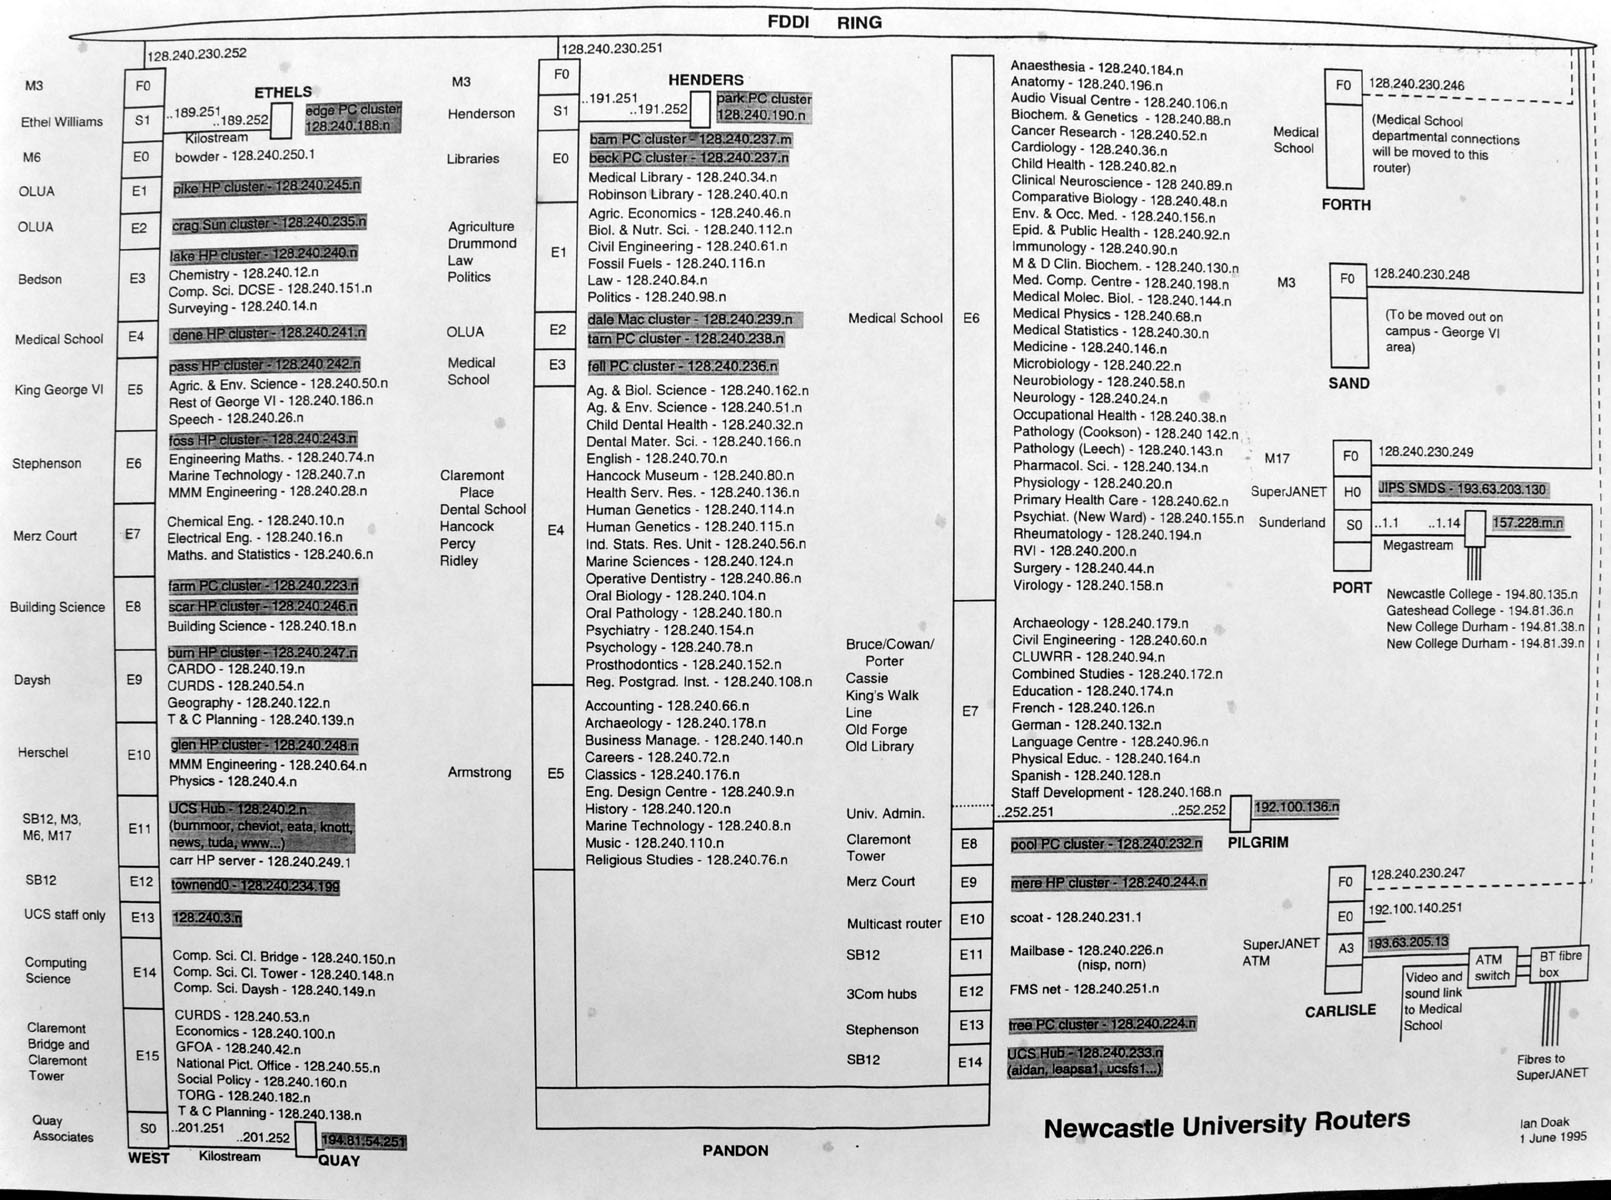 FDDI RING
128.240.230.252
M3
F0
ETHELS
Ethel Williams
S1
..189.251
..189.252
Kilostream
edge PC cluster
128.240.188.n
M6
E0
bowder - 128.240.250.1
OLUA
E1
pike HP cluster - 128.240.245.n
OLUA
E2
crag Sun cluster - 128.240.235.n
Bedson
E3
lake HP cluster - 128.240.240.n
Chemistry - 128.240.12.n
Comp. Sci. DCSE - 128.240.151.n
Surveying - 128.240.14.n
Medical School
E4
dene HP cluster - 128.240.241.n
King George VI
E5
pass HP cluster - 128.240.242.n
Agric. & Env. Science - 128.240.50.n
Rest of George VI - 128.240.186.n
Speech - 128.240.26.n
Stephenson
E6
foss HP cluster - 128.240.243.n
Engineering Maths. - 128.240.74.n
Marine Technology - 128.240.7.n
MMM Engineering - 128.240.28.n
Merz Court
E7
Chemical Eng. - 128.240.10.n
Electrical Eng. - 128.240.16.n
Maths. and Statistics - 128.240.6.n
Building Science
E8
farm PC cluster - 128.240.223.n
scar HP cluster - 128.240.246.n
Building Science - 128.240.18.n
Daysh
E9
burn HP cluster - 128.240.247.n
CARDO - 128.240.19.n
CURDS - 128.240.54.n
Geography - 128.240.122.n
T & C Planning - 128.240.139.n
Herschel
E10
glen HP cluster - 128.240.248.n
MMM Engineering - 128.240.64.n
Physics - 128.240.4.n
SB12, M3,
M6, M17
E11
UCS Hub - 128.240.2.n
(burnmoor, cheviot, eata, knott,
news, tuda, www...)
carr HP server - 128.240.249.1
SB12
E12
townend0 - 128.240.234.199
UCS staff only
E13
128.240.3.n
Computing
Science
E14
Comp. Sci. Cl. Bridge - 128.240.150.n
Comp. Sci. Cl. Tower - 128.240.148.n
Comp. Sci. Daysh - 128.240.149.n
Claremont
Bridge and
Claremont
Tower
E15
CURDS - 128.240.53.n
Economics - 128.240.100.n
GFOA - 128.240.42.n
National Pict. Office - 128.240.55.n
Social Policy - 128.240.160.n
TORG - 128.240.182.n
T & C Planning - 128.240.138.n
Quay
Associates
S0
..201.251
..201.252
194.81.54.251
WEST
Kilostream
QUAY
128.240.230.251
M3
F0
HENDERS
Henderson
S1
..191.251
..191.252
park PC cluster
128.240.190.n
Libraries
E0
barn PC cluster - 128.240.237.m
beck PC cluster - 128.240.237.n
Medical Library - 128.240.34.n
Robinson Library - 128.240.40.n
Agriculture
Drummond
Law
Politics
E1
Agric. Economics - 128.240.46.n
Biol. & Nutr. Sci. - 128.240.112.n
Civil Engineering - 128.240.61.n
Fossil Fuels - 128.240.116.n
Law - 128.240.84.n
Politics - 128.240.98.n
OLUA
E2
dale Mac cluster - 128.240.239.n
tarn PC cluster - 128.240.238.n
Medical
School
E3
fell PC cluster - 128.240.236.n
Claremont
Place
Dental School
Hancock
Percy
Ridley
E4
Ag. & Biol. Science - 128.240.162.n
Ag. & Env. Science - 128.240.51.n
Child Dental Health - 128.240.32.n
Dental Mater. Sci. - 128.240.166.n
English - 128.240.70.n
Hancock Museum - 128.240.80.n
Health Serv. Res. - 128.240.136.n
Human Genetics - 128.240.114.n
Human Genetics - 128.240.115.n
Ind. Stats. Res. Unit - 128.240.56.n
Marine Sciences - 128.240.124.n
Operative Dentistry - 128.240.86.n
Oral Biology - 128.240.104.n
Oral Pathology - 128.240.180.n
Psychiatry - 128.240.154.n
Psychology - 128.240.78.n
Prosthodontics - 128.240.152.n
Reg. Postgrad. Inst. - 128.240.108.n
Armstrong
E5
Accounting - 128.240.66.n
Archaeology - 128.240.178.n
Business Manage. - 128.240.140.n
Careers - 128.240.72.n
Classics - 128.240.176.n
Eng. Design Centre - 128.240.9.n
History - 128.240.120.n
Marine Technology - 128.240.8.n
Music - 128.240.110.n
Religious Studies - 128.240.76.n
PANDON
Medical School
E6
Anaesthesia - 128.240.184.n
Anatomy - 128.240.196.n
Audio Visual Centre - 128.240.106.n
Biochem. & Genetics - 128.240.88.n
Cancer Research - 128.240.52.n
Cardiology - 128.240.36.n
Child Health - 128.240.82.n
Clinical Neuroscience - 128 240.89.n
Comparative Biology - 128.240.48.n
Env. & Occ. Med. - 128.240.156.n
Epid. & Public Health - 128.240.92.n
Immunology - 128.240.90.n
M & D Clin. Biochem. - 128.240.130.n
Med. Comp. Centre - 128.240.198.n
Medical Molec. Biol. - 128.240.144.n
Medical Physics - 128.240.68.n
Medical Statistics - 128.240.30.n
Medicine - 128.240.146.n
Microbiology - 128.240.22.n
Neurobiology - 128.240.58.n
Neurology - 128.240.24.n
Occupational Health - 128.240.38.n
Pathology (Cookson) - 128.240 142.n
Pathology (Leech) - 128.240.143.n
Pharmacol. Sci. - 128.240.134.n
Physiology - 128.240.20.n
Primary Health Care - 128.240.62.n
Psychiat. (New Ward) - 128.240.155.n
Rheumatology - 128.240.194.n
RVI - 128.240.200.n
Surgery - 128.240.44.n
Virology - 128.240.158.n
Bruce/Cowan/
Porter
Cassie
King's Walk
Line
Old Forge
Old Library
E7
Archaeology - 128.240.179.n
Civil Engineering - 128.240.60.n
CLUWRR - 128.240.94.n
Combined Studies - 128.240.172.n
Education - 128.240.174.n
French - 128.240.126.n
German - 128.240.132.n
Language Centre - 128.240.96.n
Physical Educ. - 128.240.164.n
Spanish - 128.240.128.n
Staff Development - 128.240.168.n
Univ. Admin.
..252.251
..252.252
192.100.136.n
PILGRIM
Claremont
Tower
E8
pool PC cluster - 128.240.232.n
Merz Court
E9
mere HP cluster - 128.240.244.n
Multicast router
E10
scoat - 128.240.231.1
SB12
E11
Mailbase - 128.240.226.n
(nisp, norn)
3Com hubs
E12
FMS net - 128.240.251.n
Stephenson
E13
tree PC cluster - 128.240.224.n
SB12
E14
UCS Hub - 128.240.233.n
(aidan, leapsa1, ucsfs1...)
Medical
School
F0
128.240.230.246
(Medical School
departmental connections
will be moved to this
router)
FORTH
M3
F0
128.240.230.248
(To be moved out on
campus - George VI
area)
SAND
M17
F0
128.240.230.249
SuperJANET
H0
JIPS SMDS - 193.63.203.130
Sunderland
S0
..1.1
..1.14
157.228.m.n
Megastream
PORT
Newcastle College - 194.80.135.n
Gateshead College - 194.81.36.n
New College Durham - 194.81.38.n
New College Durham - 194.81.39.n
F0
128.240.230.247
E0
192.100.140.251
SuperJANET
ATM
A3
193.63.205.13
ATM
switch
BT fibre
box
Video and
sound link
to Medical
School
CARLISLE
Fibres to
SuperJANET
Newcastle University Routers
Ian Doak
1 June 1995